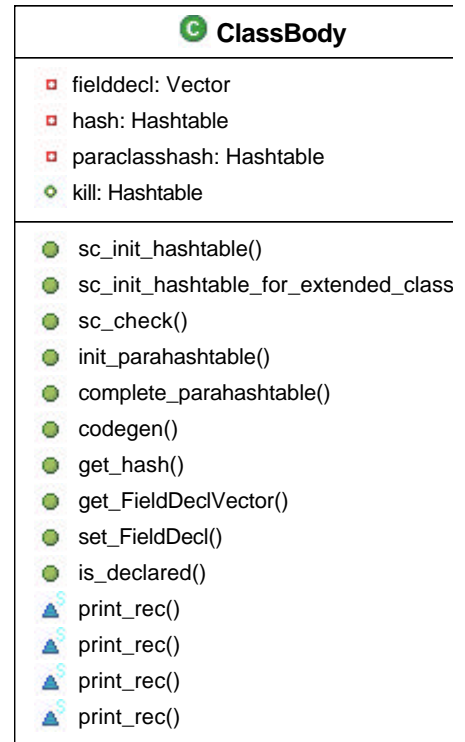 C ClassBody
fielddecl: Vector
hash: Hashtable
paraclasshash: Hashtable
kill: Hashtable
sc_init_hashtable()
sc_init_hashtable_for_extended_class
sc_check()
init_parahashtable()
complete_parahashtable()
codegen()
get_hash()
get_FieldDeclVector()
set_FieldDecl()
is_declared()
S print_rec()
S print_rec()
S print_rec()
S print_rec()